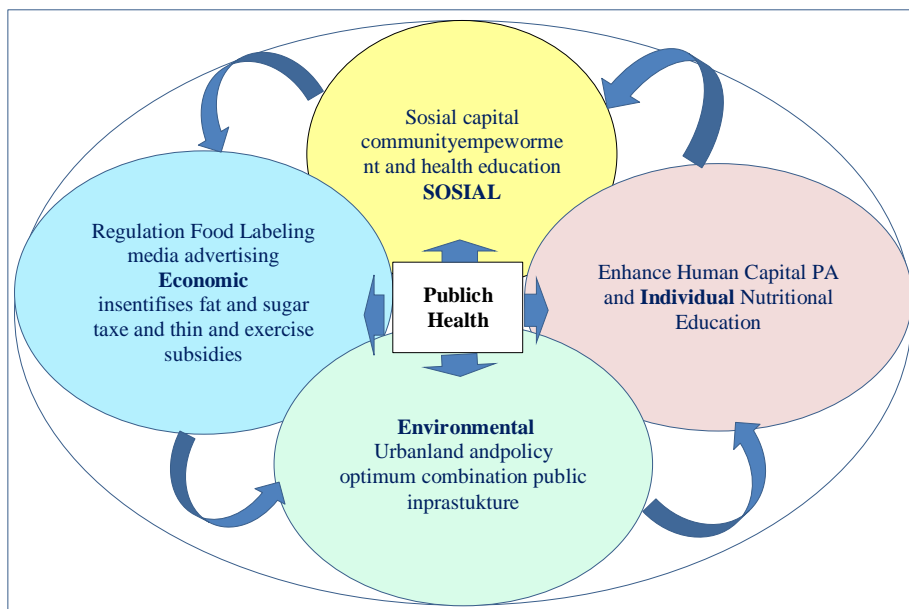 Sosial capital
communityempeworme
nt and health education
SOSIAL
Regulation Food Labeling
media advertising
Economic
insentifises fat and sugar
taxe and thin and exercise
subsidies
Publich
Health
Enhance Human Capital PA
and Individual Nutritional
Education
Environmental
Urbanland andpolicy
optimum combination public
inprastukture